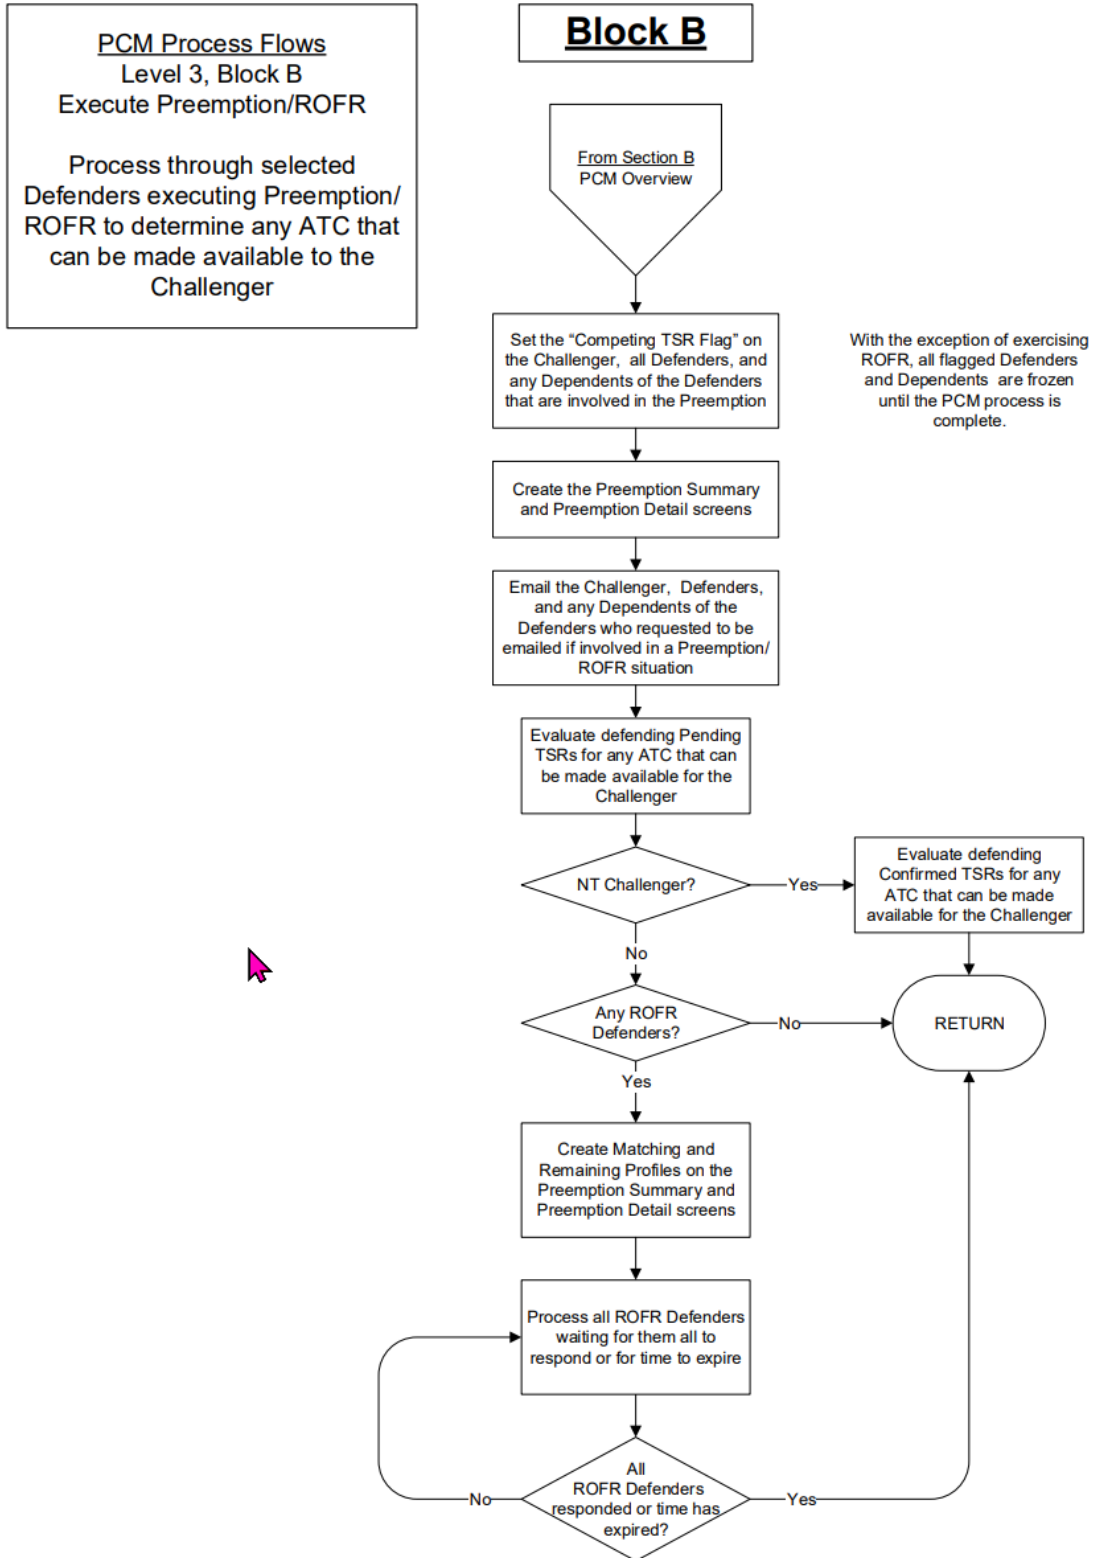 PCM Process Flows
Level 3, Block B
Execute Preemption/ROFR
Process through selected
Defenders executing Preemption/
ROFR to determine any ATC that
can be made available to the
Challenger
Block B
From Section B
PCM Overview
Set the “Competing TSR Flag” on
the Challenger, all Defenders, and
any Dependents of the Defenders
that are involved in the Preemption
With the exception of exercising
ROFR, all flagged Defenders
and Dependents are frozen
until the PCM process is
complete.
Create the Preemption Summary
and Preemption Detail screens
Email the Challenger, Defenders,
and any Dependents of the
Defenders who requested to be
emailed if involved in a Preemption/
ROFR situation
Evaluate defending Pending
TSRs for any ATC that can
be made available for the
Challenger
NT Challenger?
Yes
Evaluate defending
Confirmed TSRs for any
ATC that can be made
available for the Challenger
No
Any ROFR
Defenders?
No
RETURN
Yes
Create Matching and
Remaining Profiles on the
Preemption Summary and
Preemption Detail screens
Process all ROFR Defenders
waiting for them all to
respond or for time to expire
All
ROFR Defenders
responded or time has
expired?
No
Yes